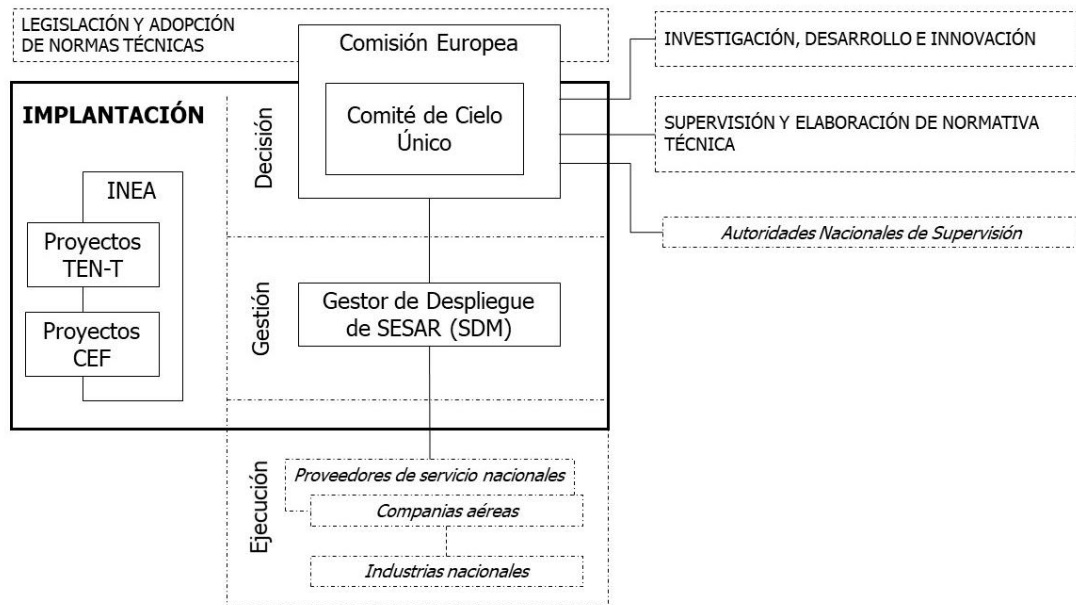 LEGISLACIÓN Y ADOPCIÓN
DE NORMAS TÉCNICAS
Comisión Europea
Comité de Cielo
Único
INVESTIGACIÓN, DESARROLLO E INNOVACIÓN
SUPERVISIÓN Y ELABORACIÓN DE NORMATIVA
TÉCNICA
Autoridades Nacionales de Supervisión
IMPLANTACIÓN
INEA
Proyectos
TEN-T
Proyectos
CEF
Decisión
Gestión
Gestor de Despliegue
de SESAR (SDM)
Ejecución
Proveedores de servicio nacionales
Companias aéreas
Industrias nacionales